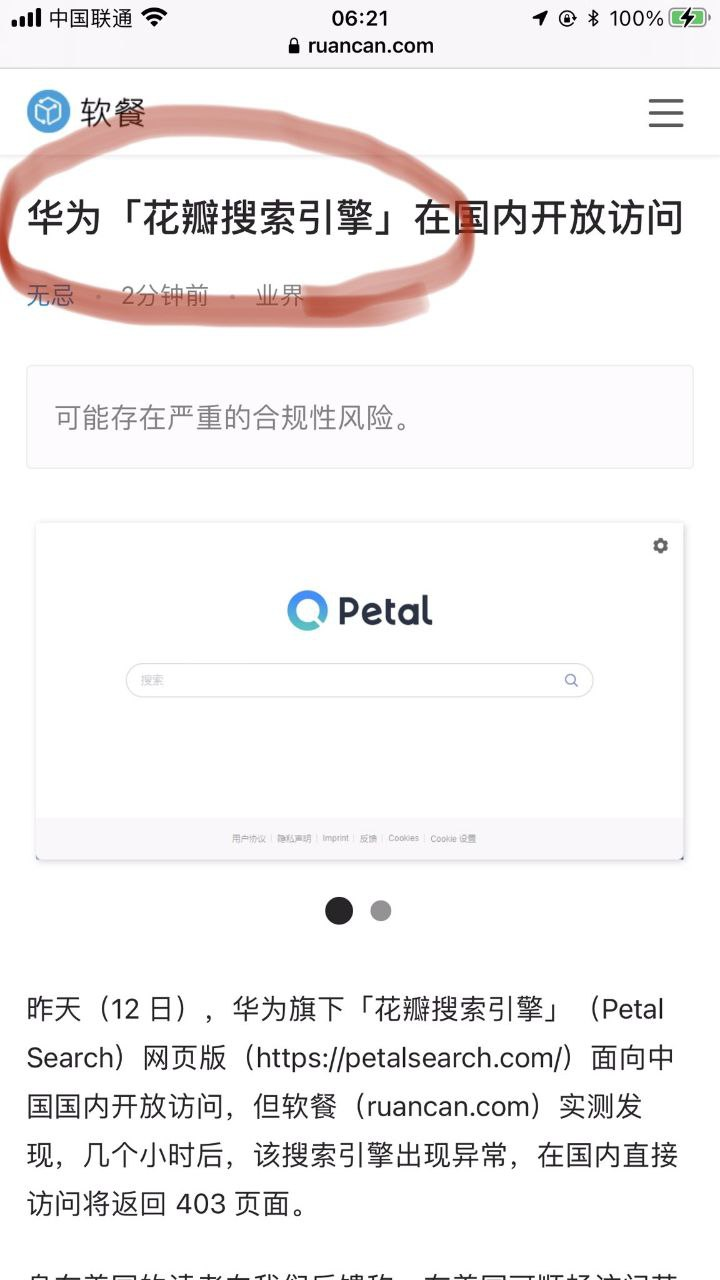 中国联通 06:21 100%
ruancan.com
软餐
华为「花瓣搜索引擎」在国内开放访问
无忌 · 2分钟前 · 业界
可能存在严重的合规性风险。
Petal
搜索
用户协议 | 隐私声明 | Imprint | 反馈 | Cookies | Cookie 设置
昨天（12 日），华为旗下「花瓣搜索引擎」（Petal
Search）网页版（https://petalsearch.com/）面向中
国国内开放访问，但软餐（ruancan.com）实测发
现，几个小时后，该搜索引擎出现异常，在国内直接
访问将返回 403 页面。